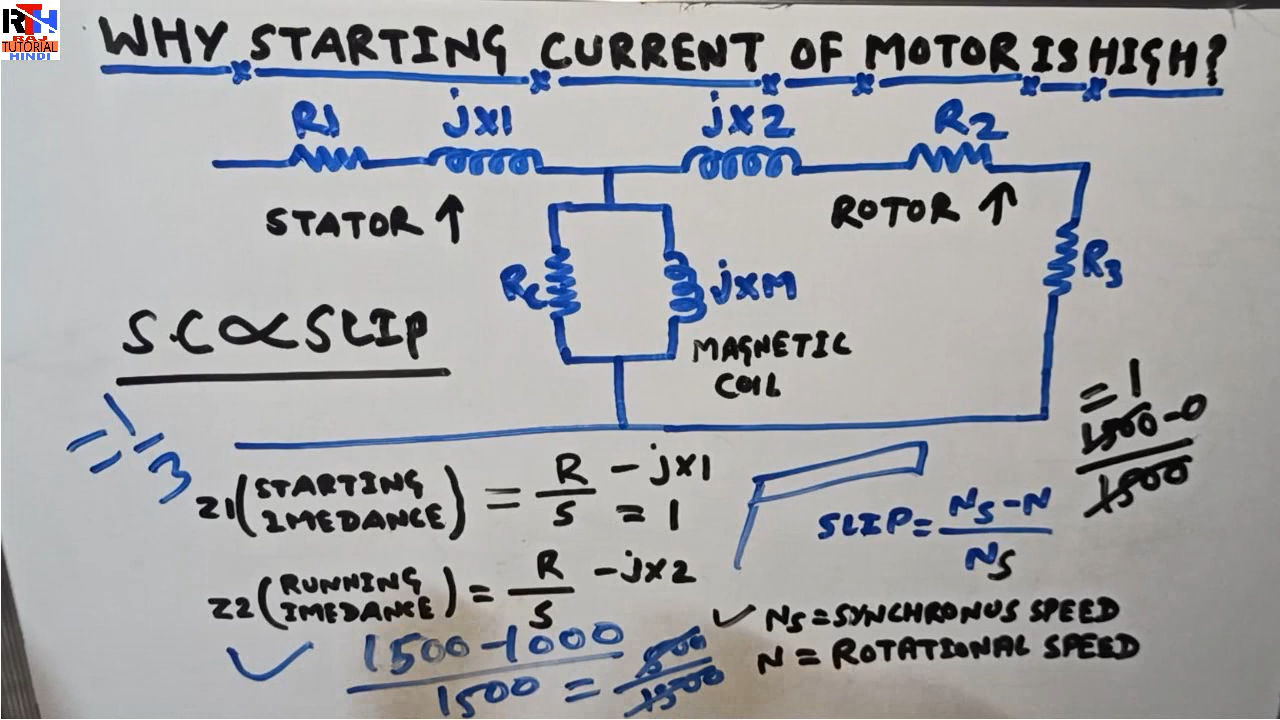 RTH
RAJ
TUTORIAL
HINDI
WHY STARTING CURRENT OF MOTOR IS HIGH?
R1 jx1 jx2 R2
STATOR ↑ ROTOR ↑
Rc jxM R3
MAGNETIC
COIL
S.C ∝ SLIP
= 1/3
Z1 (STARTING IMEDANCE) = R/S - jx1
= 1
Z2 (RUNNING IMEDANCE) = R/S - jx2
1500-1000/1500 = 500/1500
SLIP = Ns-N/Ns
= 1
1500-0/1500
✓ Ns = SYNCHRONUS SPEED
N = ROTATIONAL SPEED